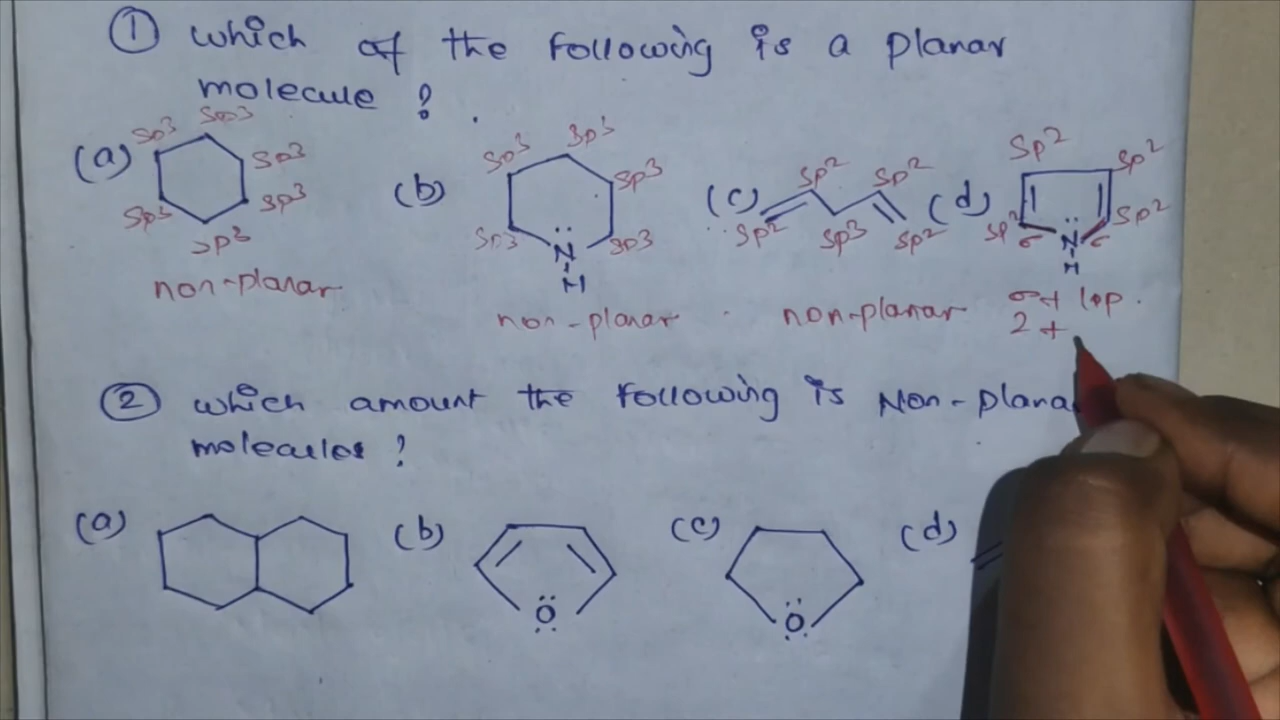 ① which of the following is a planar
molecule ? .
(a) sp3 sp3 sp3 sp3 sp3 sp3
non-planar
(b) sp3 sp3 sp3 sp3 sp3 N H
non-planar
(c) sp2 sp2 sp3 sp2 sp2
non-planar
(d) sp2 sp2 sp2 sp2 σ N σ H
σ + lop.
2 +
② which amount the following is Non-plana
molecules ?
(a) (b) O (c) O (d)